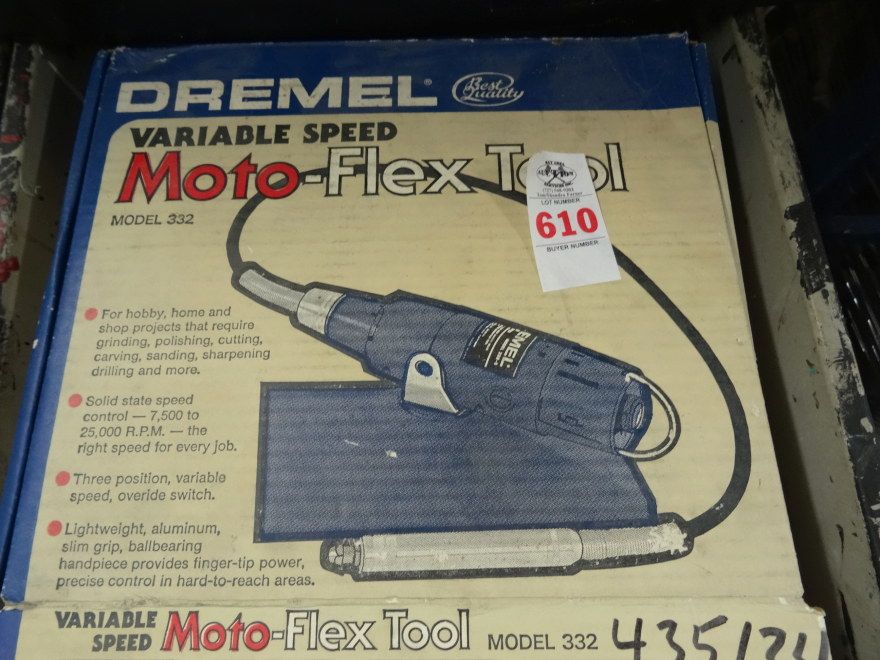 DREMEL®
Best Quality
VARIABLE SPEED
Moto-Flex Tool
MODEL 332
LOT NUMBER
610
BUYER NUMBER
For hobby, home and
shop projects that require
grinding, polishing, cutting,
carving, sanding, sharpening
drilling and more.
Solid state speed
control — 7,500 to
25,000 R.P.M. — the
right speed for every job.
Three position, variable
speed, overide switch.
Lightweight, aluminum,
slim grip, ballbearing
handpiece provides finger-tip power,
precise control in hard-to-reach areas.
VARIABLE
SPEED Moto-Flex Tool MODEL 332